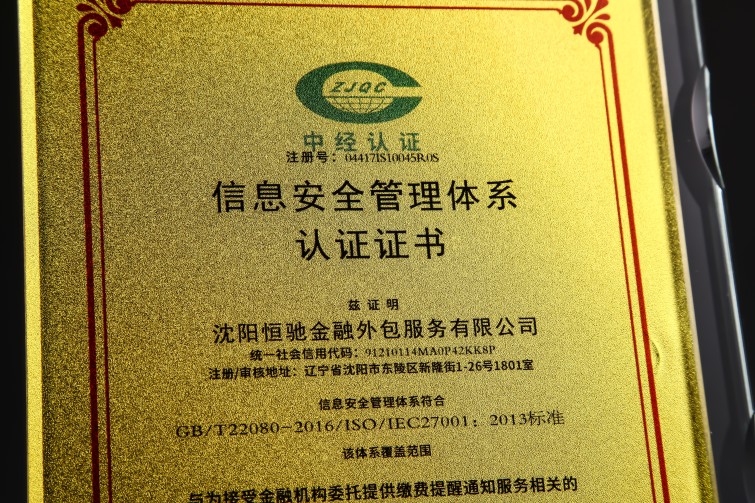 ZJQC
中经认证
注册号：04417IS10045R0S
信息安全管理体系
认证证书
兹证明
沈阳恒驰金融外包服务有限公司
统一社会信用代码：91210114MA0P42KK8P
注册/审核地址：辽宁省沈阳市东陵区新隆街1-26号1801室
信息安全管理体系符合
GB/T22080-2016/ISO/IEC27001：2013标准
该体系覆盖范围
与为接受金融机构委托提供缴费提醒通知服务相关的